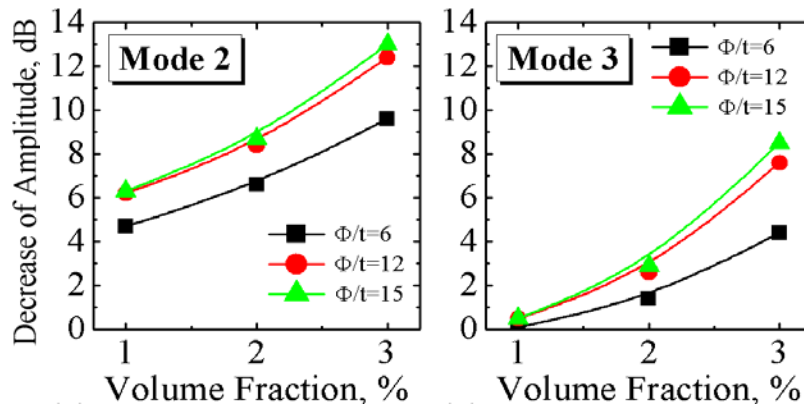 Decrease of Amplitude, dB
14
12
10
8
6
4
2
0
Mode 2
Φ/t=6
Φ/t=12
Φ/t=15
1 2 3
Volume Fraction, %
14
12
10
8
6
4
2
0
Mode 3
Φ/t=6
Φ/t=12
Φ/t=15
1 2 3
Volume Fraction, %